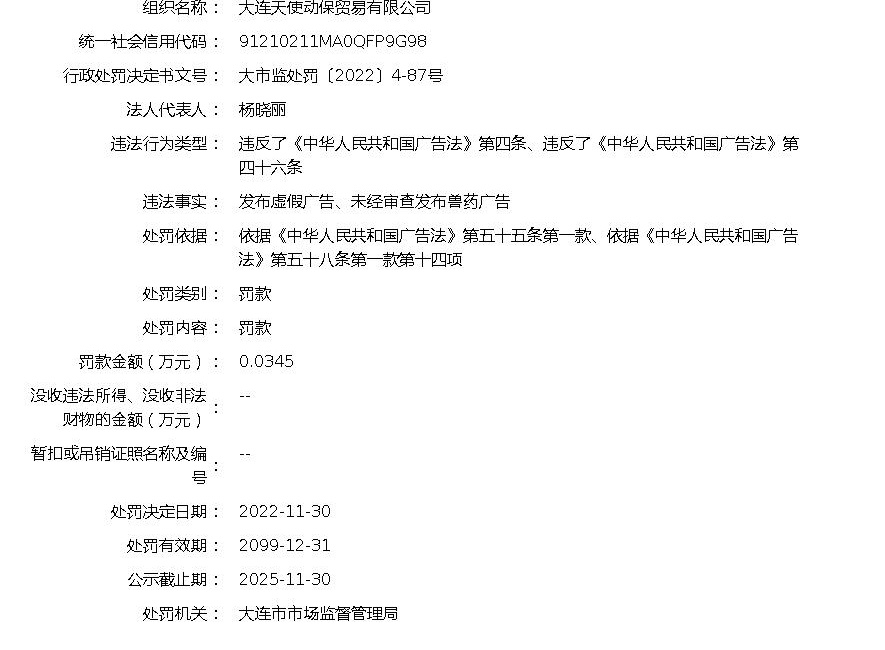 组织名称： 大连天使动保贸易有限公司
统一社会信用代码： 91210211MA0QFP9G98
行政处罚决定书文号： 大市监处罚〔2022〕4-87号
法人代表人： 杨晓丽
违法行为类型： 违反了《中华人民共和国广告法》第四条、违反了《中华人民共和国广告法》第
四十六条
违法事实： 发布虚假广告、未经审查发布兽药广告
处罚依据： 依据《中华人民共和国广告法》第五十五条第一款、依据《中华人民共和国广告
法》第五十八条第一款第十四项
处罚类别： 罚款
处罚内容： 罚款
罚款金额（万元）： 0.0345
没收违法所得、没收非法 --
财物的金额（万元）：
暂扣或吊销证照名称及编 --
号：
处罚决定日期： 2022-11-30
处罚有效期： 2099-12-31
公示截止期： 2025-11-30
处罚机关： 大连市市场监督管理局